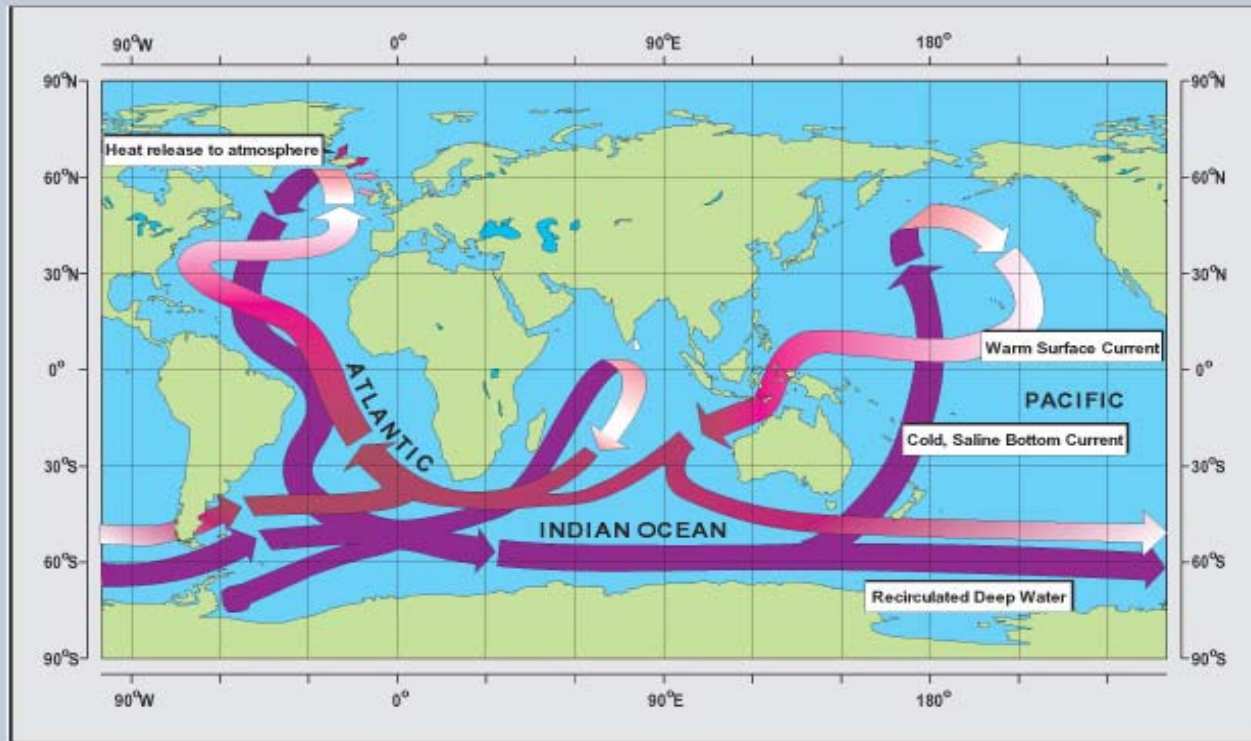 90°W 0° 90°E 180°
90°N 90°N
Heat release to atmosphere
60°N 60°N
30°N 30°N
Warm Surface Current
0° 0°
ATLANTIC
PACIFIC
Cold, Saline Bottom Current
30°S 30°S
INDIAN OCEAN
60°S 60°S
Recirculated Deep Water
90°S 90°S
90°W 0° 90°E 180°